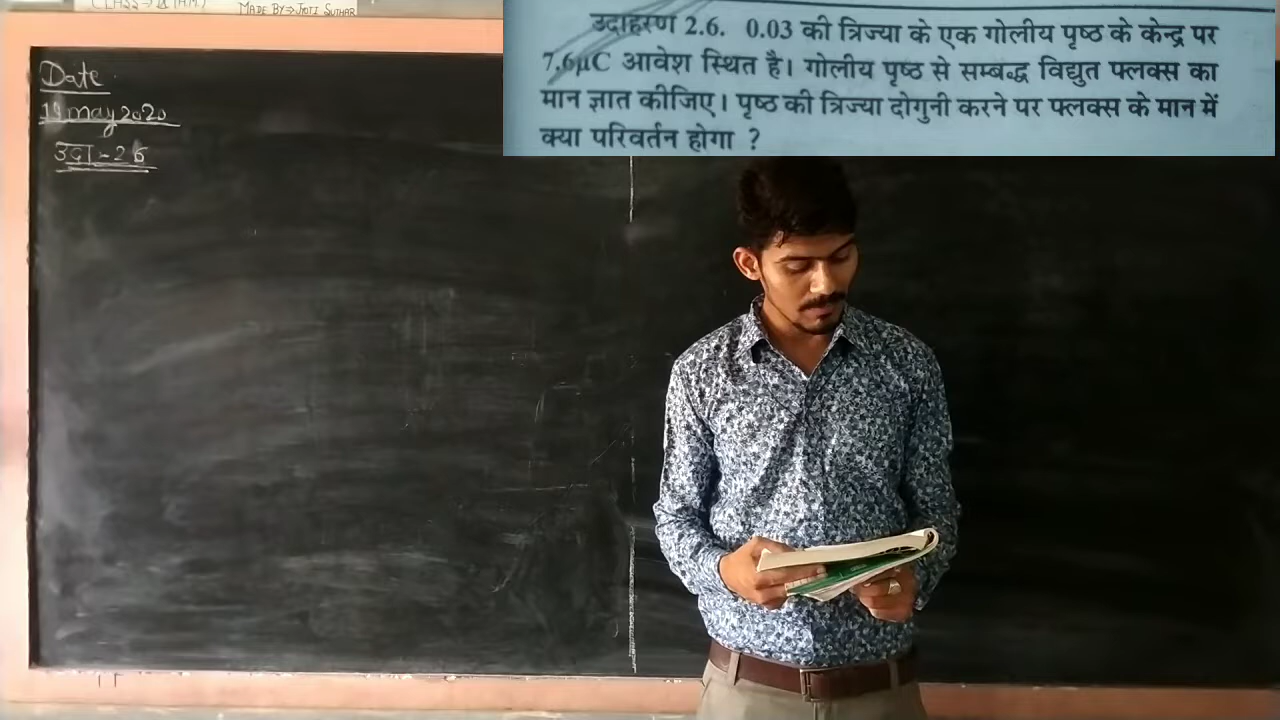 MADE BY → JYOTI SUTHAR
उदाहरण 2.6. 0.03 की त्रिज्या के एक गोलीय पृष्ठ के केन्द्र पर
7.6μC आवेश स्थित है। गोलीय पृष्ठ से सम्बद्ध विद्युत फ्लक्स का
मान ज्ञात कीजिए। पृष्ठ की त्रिज्या दोगुनी करने पर फ्लक्स के मान में
क्या परिवर्तन होगा ?
Date
may 2020
उदा - 2.6